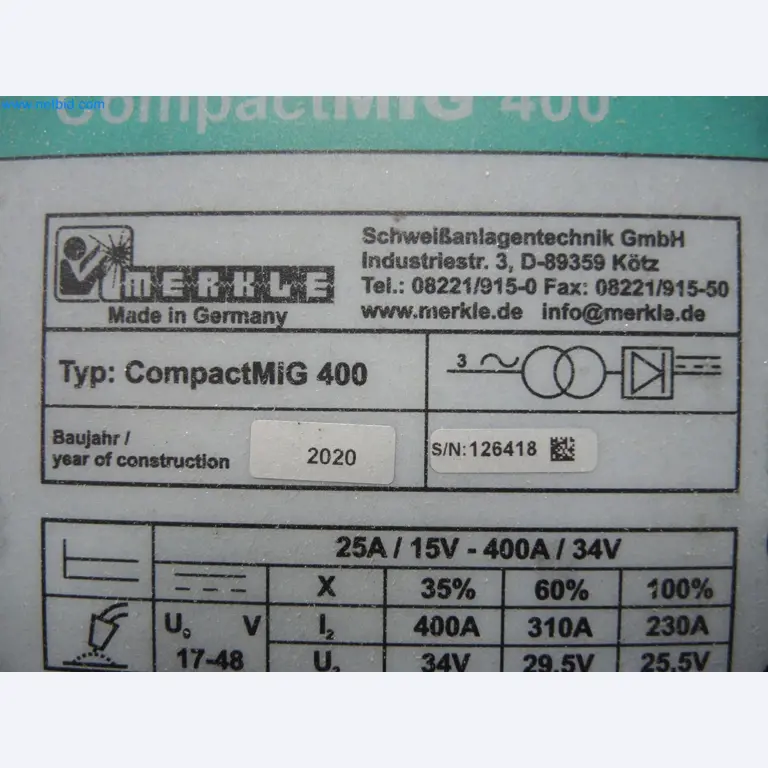 www.netbid.com
CompactMiG 400
MERKLE
Made in Germany
Schweißanlagentechnik GmbH
Industriestr. 3, D-89359 Kötz
Tel.: 08221/915-0 Fax: 08221/915-50
www.merkle.de info@merkle.de
Typ: CompactMiG 400
3
Baujahr /
year of construction
2020
S/N: 126418
25A / 15V - 400A / 34V
X 35% 60% 100%
U₀ V I₂ 400A 310A 230A
17-48 U₂ 34V 29.5V 25.5V